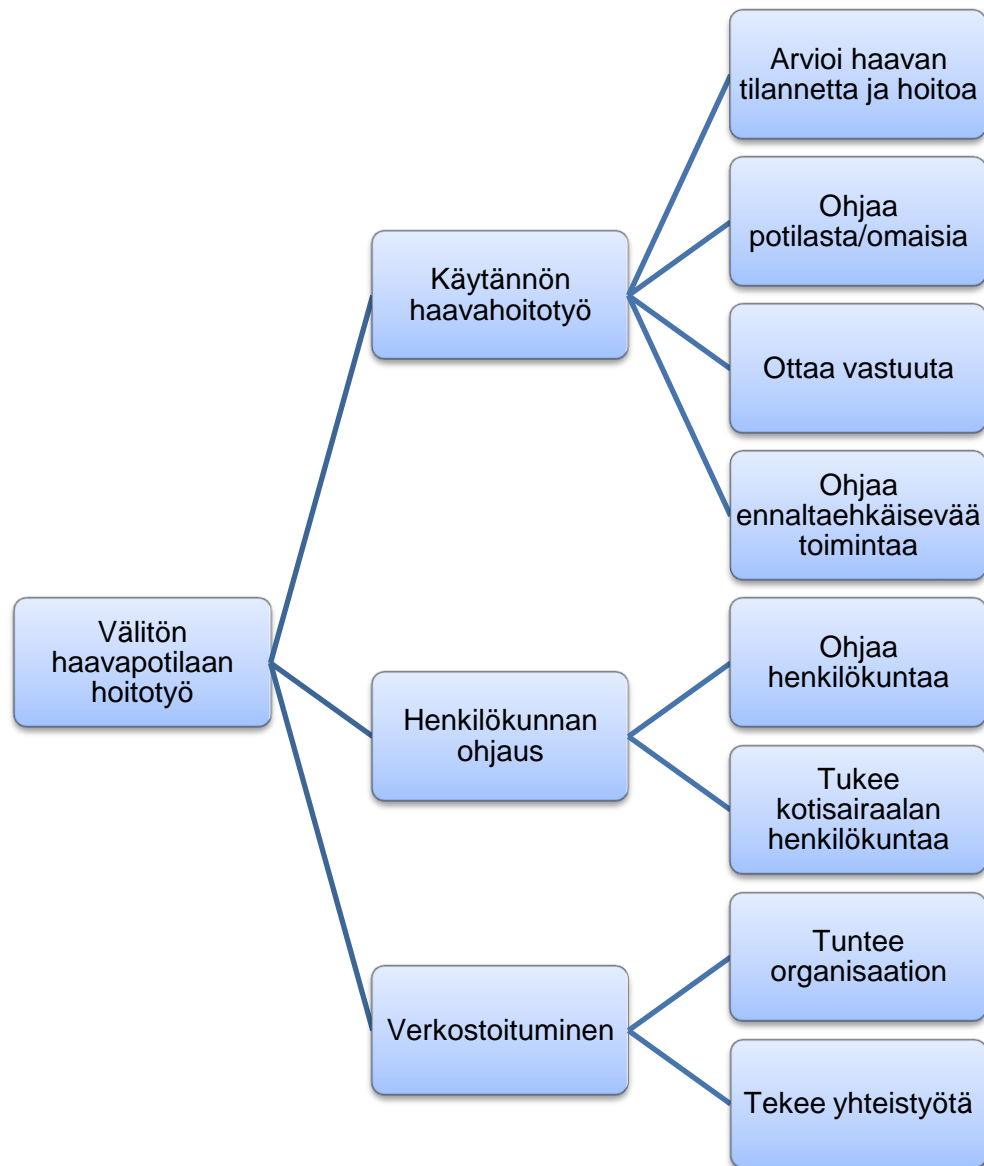 Välitön
haavapotilaan
hoitotyö
Käytännön
haavahoitotyö
Arvioi haavan
tilannetta ja hoitoa
Ohjaa
potilasta/omaisia
Ottaa vastuuta
Ohjaa
ennaltaehkäisevää
toimintaa
Henkilökunnan
ohjaus
Ohjaa
henkilökuntaa
Tukee
kotisairaalan
henkilökuntaa
Verkostoituminen
Tuntee
organisaation
Tekee yhteistyötä